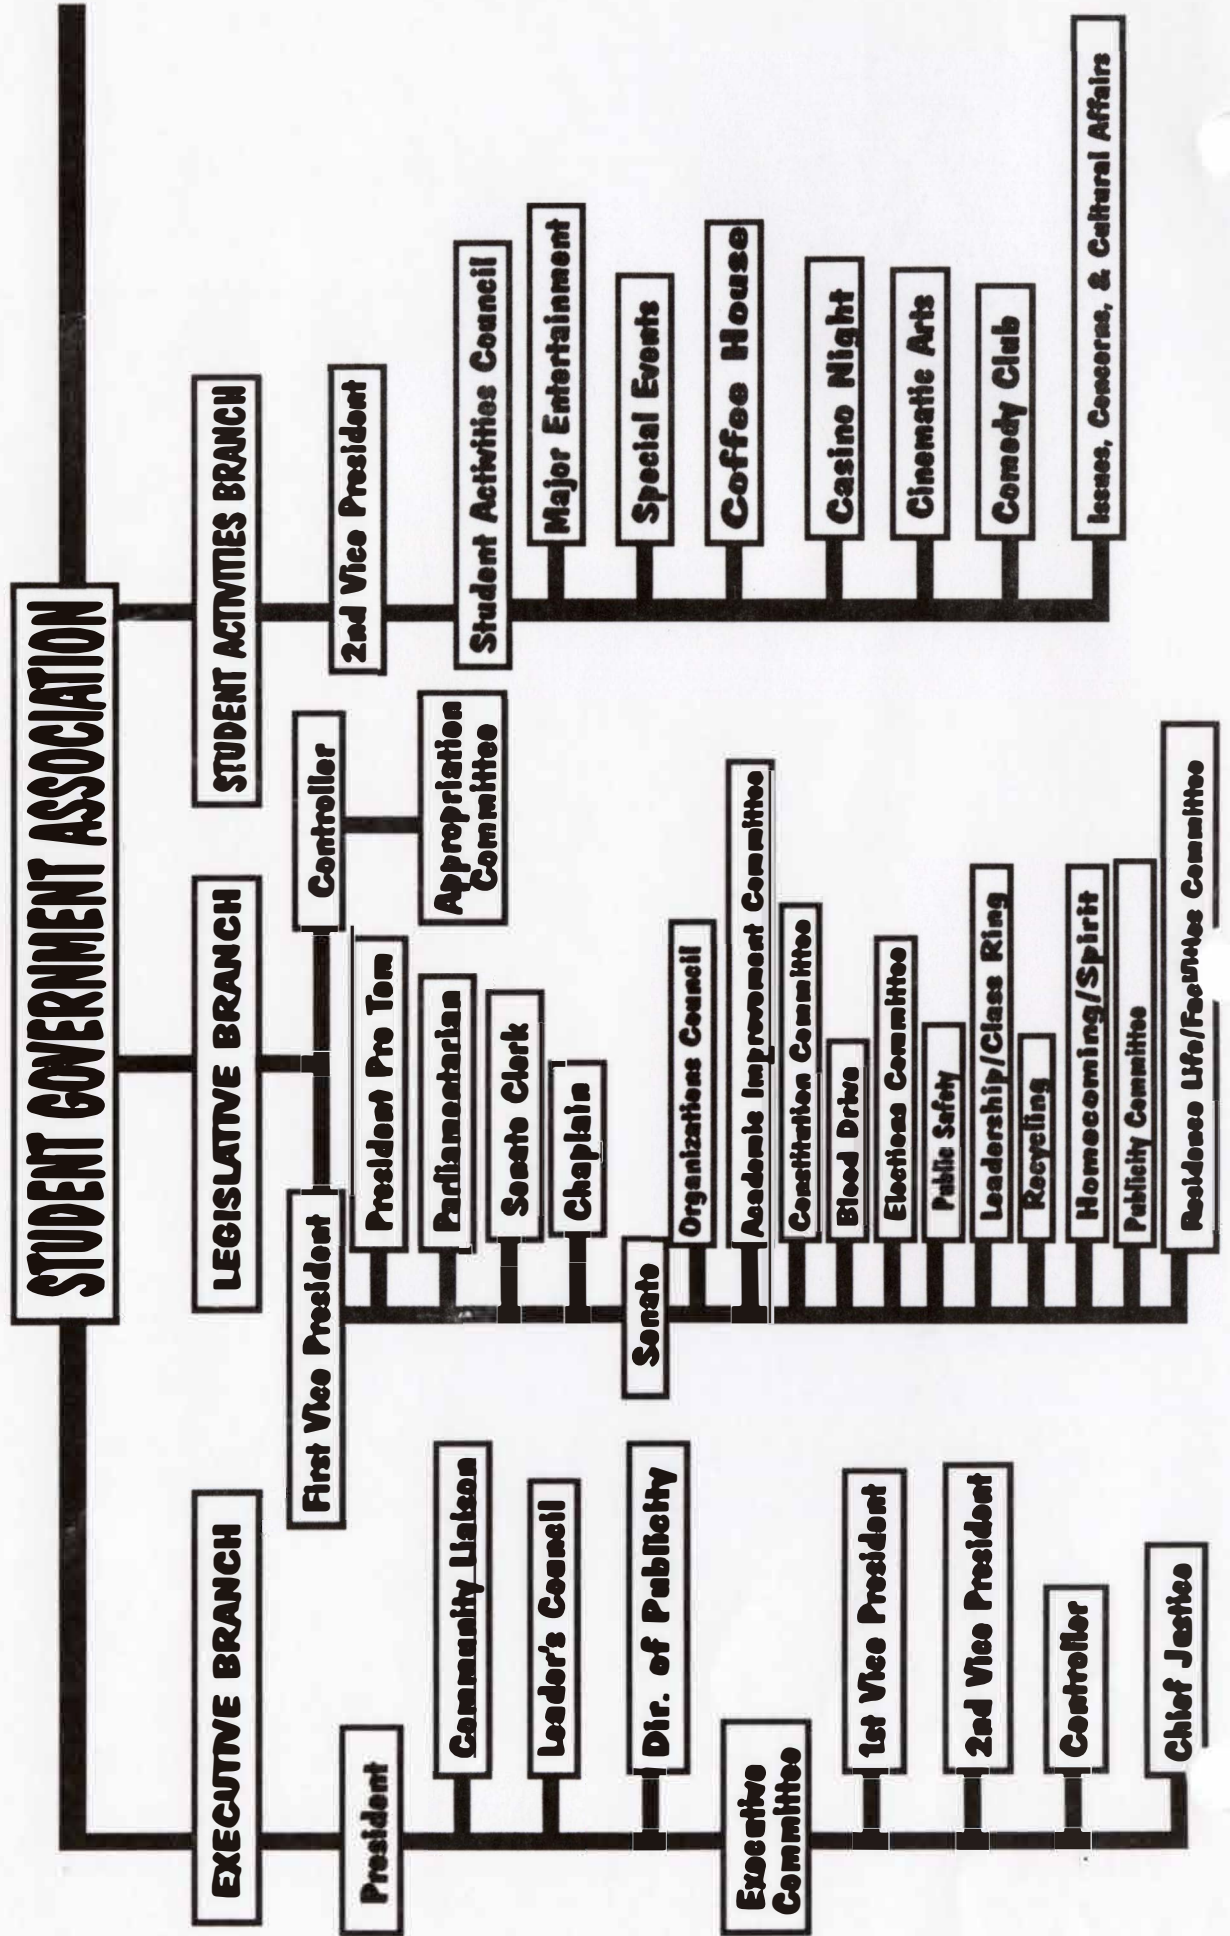 STUDENT GOVERNMENT ASSOCIATION
EXECUTIVE BRANCH
President
Community Liaison
Leader's Council
Dir. of Publicity
Executive
Committee
1st Vice President
2nd Vice President
Controller
Chief Justice
LEGISLATIVE BRANCH
First Vice President
Controller
Appropriation
Committee
President Pro Tem
Parliamentarian
Senate Clerk
Chaplain
Senate
Organizations Council
Academic Improvement Committee
Constitution Committee
Blood Drive
Elections Committee
Public Safety
Leadership/Class Ring
Recycling
Homecoming/Spirit
Publicity Committee
Residence Life/Facilities Committee
STUDENT ACTIVITIES BRANCH
2nd Vice President
Student Activities Council
Major Entertainment
Special Events
Coffee House
Casino Night
Cinematic Arts
Comedy Club
Issues, Concerns, & Cultural Affairs